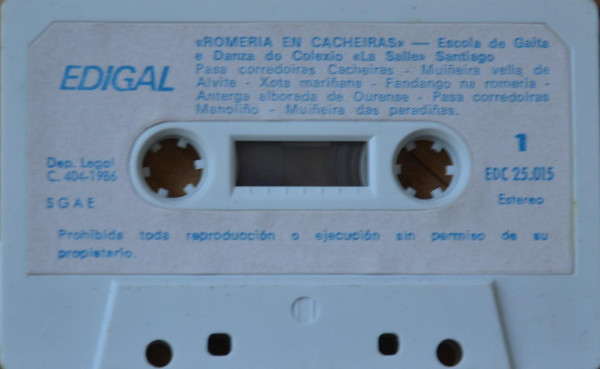 «ROMERIA EN CACHEIRAS» — Escola de Gaita
e Danza do Colexio «La Salle» Santiago
EDIGAL
Pasa corredoiras Cacheiras - Muiñeira vella de
Alvite - Xota mariñana - Fandango na romeria -
Anterga alborada de Ourense - Pasa corredoiras
Manoliño - Muiñeira das paradiñas.
Dep. Legal
C. 404-1986
SGAE
1
EDC 25.015
Estereo
Prohibida toda reproducción o ejecución sin permiso de su
propietario.